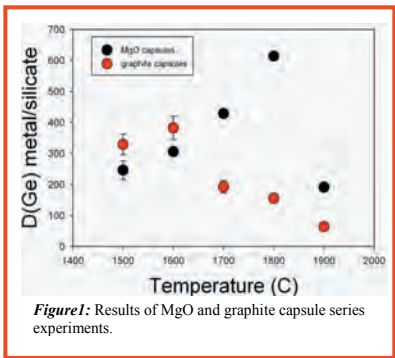 700
MgO capsules
600
graphite capsules
500
400
300
200
100
0
D(Ge) metal/silicate
1400 1500 1600 1700 1800 1900 2000
Temperature (C)
Figure1: Results of MgO and graphite capsule series
experiments.